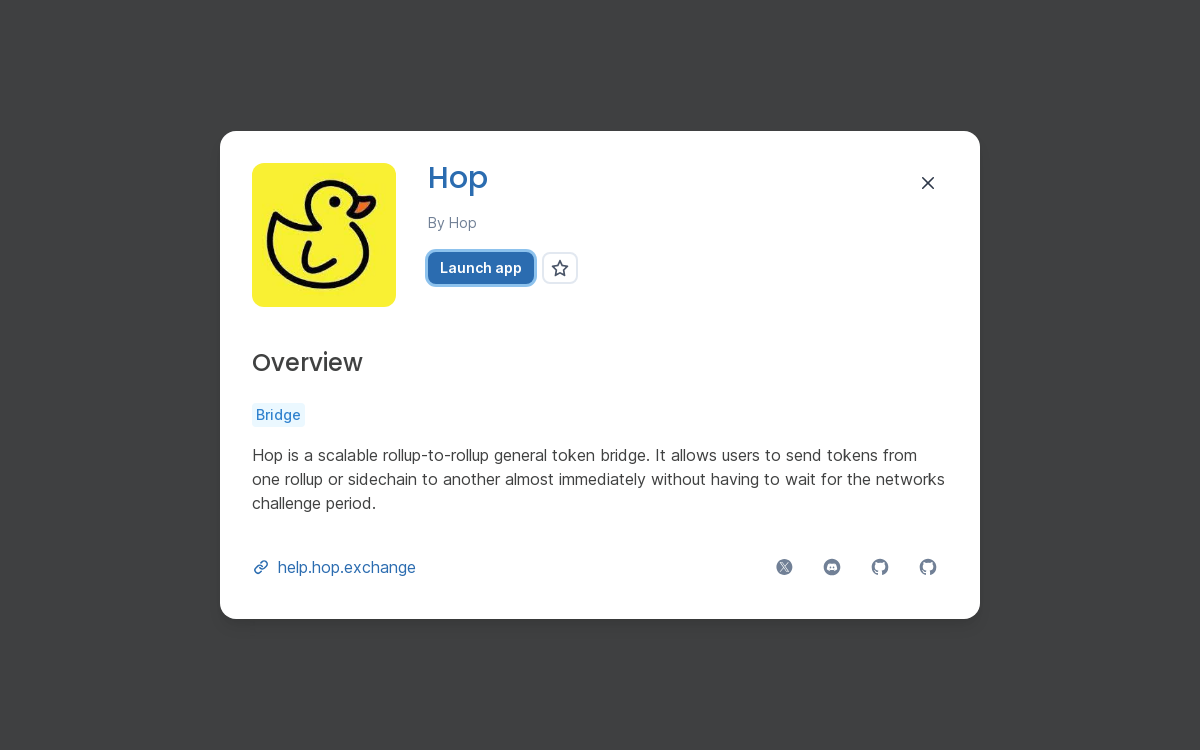 Hop
By Hop
Launch app
Overview
Bridge
Hop is a scalable rollup-to-rollup general token bridge. It allows users to send tokens from
one rollup or sidechain to another almost immediately without having to wait for the networks
challenge period.
help.hop.exchange